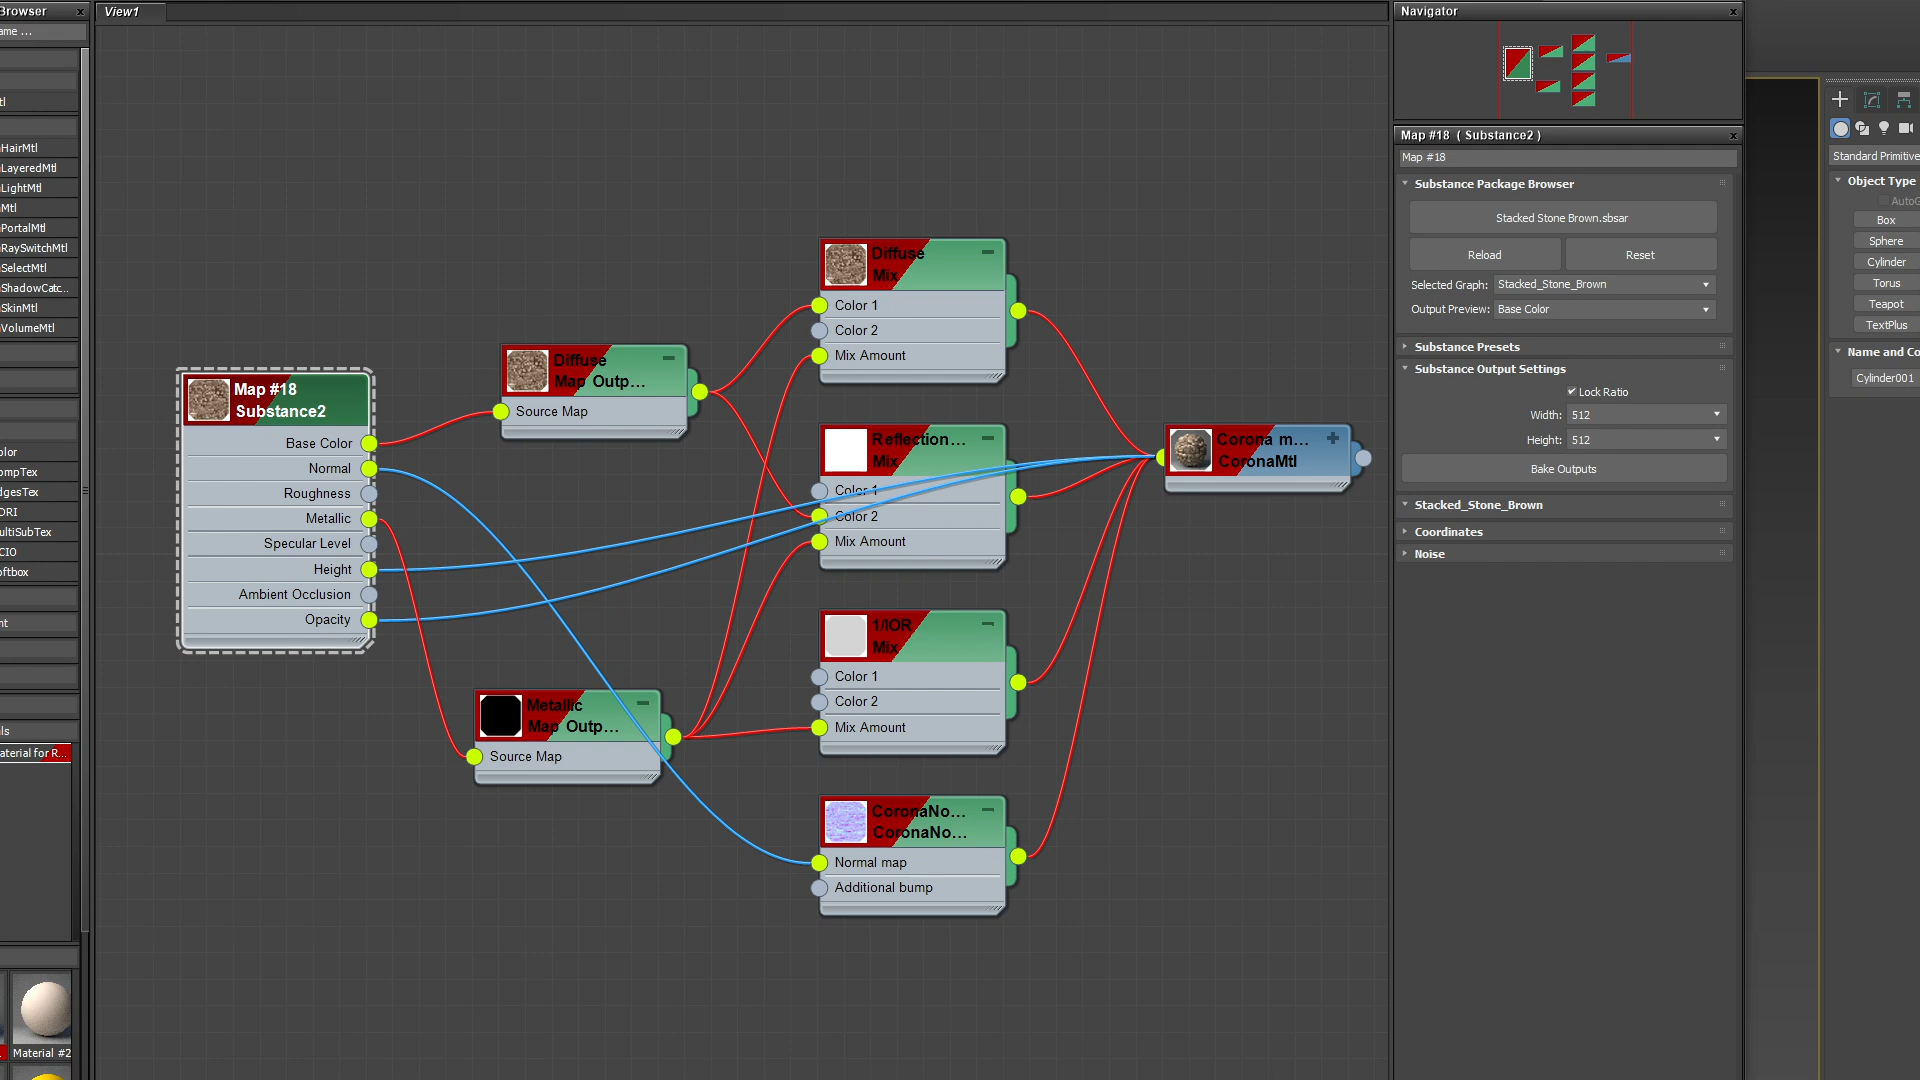 Browser
ame ...
tl
HairMtl
LayeredMtl
LightMtl
Mtl
PortalMtl
RaySwitchMtl
SelectMtl
ShadowCatc...
SkinMtl
VolumeMtl
olor
ompTex
dgesTex
DRI
ultiSubTex
CIO
oftbox
nt
ls
aterial for R...
Material #2
View1
Map #18
Substance2
Base Color
Normal
Roughness
Metallic
Specular Level
Height
Ambient Occlusion
Opacity
Diffuse
Map Outp...
Source Map
Metallic
Map Outp...
Source Map
Diffuse
Mix
Color 1
Color 2
Mix Amount
Reflection...
Mix
Color 1
Color 2
Mix Amount
1/IOR
Mix
Color 1
Color 2
Mix Amount
CoronaNo...
CoronaNo...
Normal map
Additional bump
Corona m...
CoronaMtl
Navigator
Map #18 ( Substance2 )
Map #18
Substance Package Browser
Stacked Stone Brown.sbsar
Reload
Reset
Selected Graph: Stacked_Stone_Brown
Output Preview: Base Color
Substance Presets
Substance Output Settings
Lock Ratio
Width: 512
Height: 512
Bake Outputs
Stacked_Stone_Brown
Coordinates
Noise
Standard Primitive
Object Type
AutoG
Box
Sphere
Cylinder
Torus
Teapot
TextPlus
Name and Co
Cylinder001